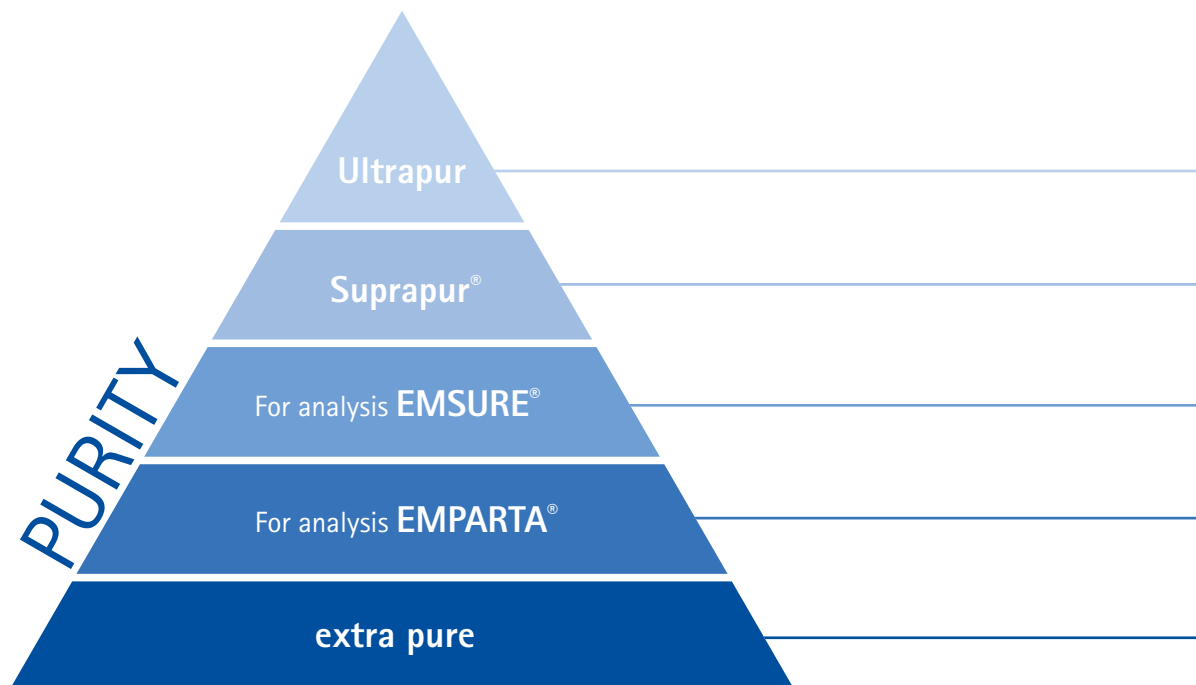 Ultrapur
Suprapur®
For analysis EMSURE®
PURITY
For analysis EMPARTA®
extra pure